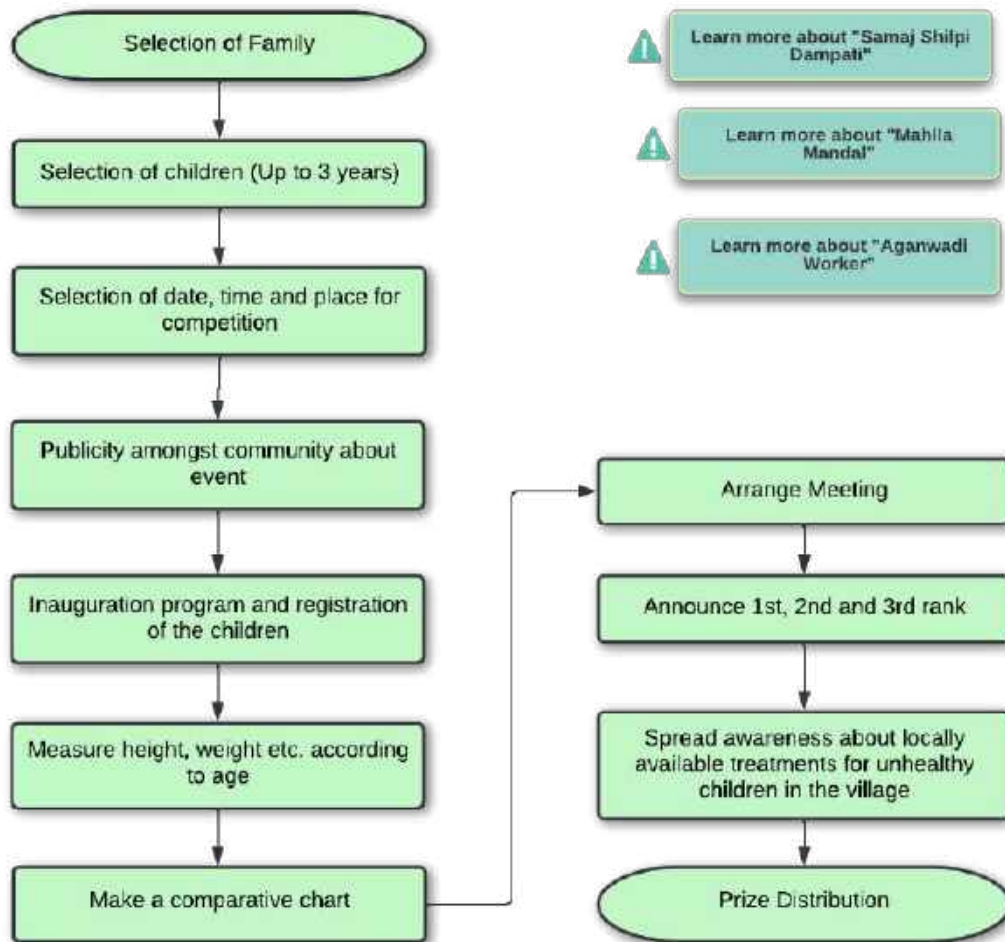 Selection of Family
Selection of children (Up to 3 years)
Selection of date, time and place for
competition
Publicity amongst community about
event
Inauguration program and registration
of the children
Measure height, weight etc. according
to age
Make a comparative chart
Learn more about "Samaj Shilpi
Dampati"
Learn more about "Mahila
Mandal"
Learn more about "Aganwadi
Worker"
Arrange Meeting
Announce 1st, 2nd and 3rd rank
Spread awareness about locally
available treatments for unhealthy
children in the village
Prize Distribution